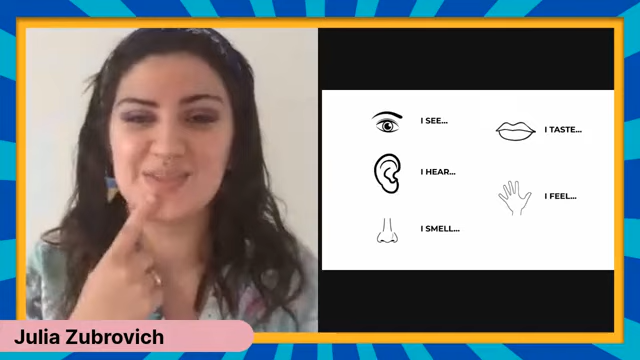 I SEE...
I TASTE...
I HEAR...
I FEEL...
I SMELL...
Julia Zubrovich